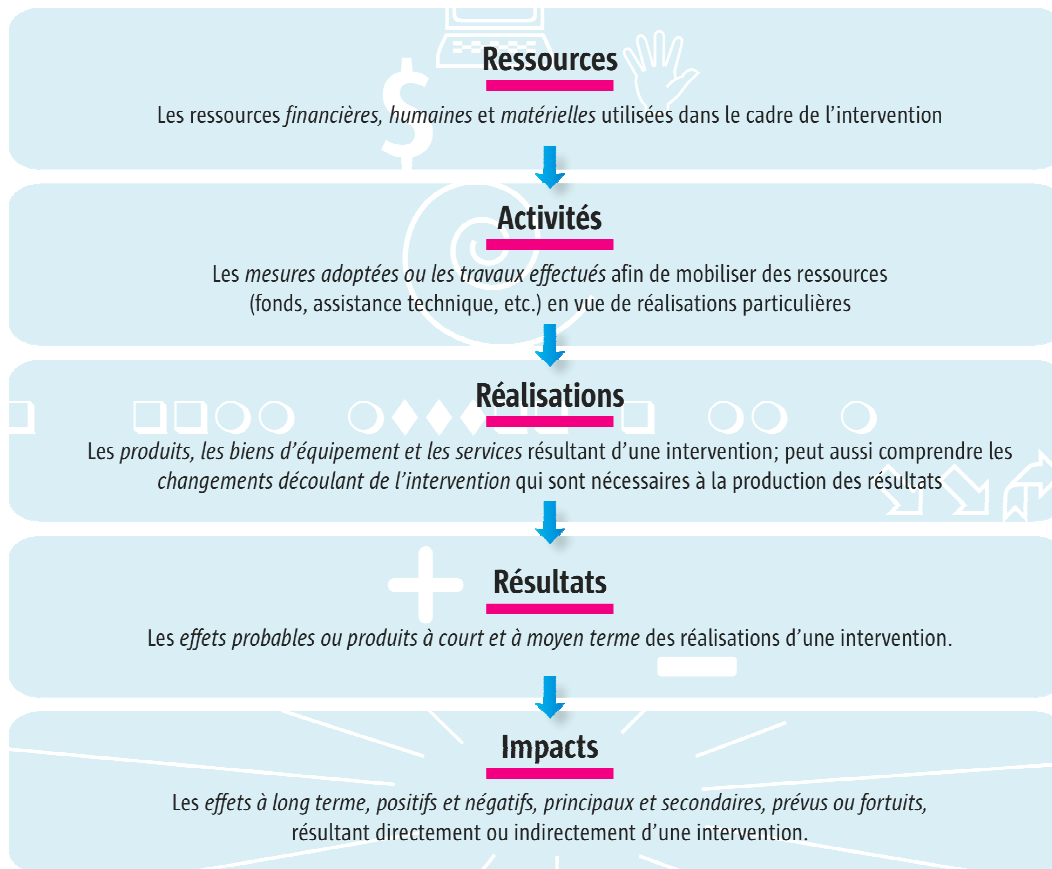 Ressources
Les ressources financières, humaines et matérielles utilisées dans le cadre de l'intervention
Activités
Les mesures adoptées ou les travaux effectués afin de mobiliser des ressources
(fonds, assistance technique, etc.) en vue de réalisations particulières
Réalisations
Les produits, les biens d'équipement et les services résultant d'une intervention; peut aussi comprendre les
changements découlant de l'intervention qui sont nécessaires à la production des résultats
Résultats
Les effets probables ou produits à court et à moyen terme des réalisations d'une intervention.
Impacts
Les effets à long terme, positifs et négatifs, principaux et secondaires, prévus ou fortuits,
résultant directement ou indirectement d'une intervention.